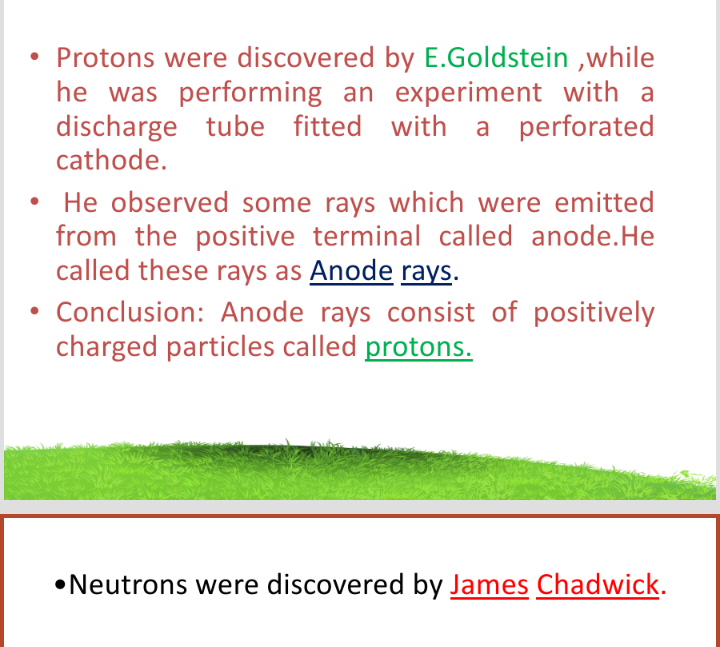 • Protons were discovered by E.Goldstein ,while
he was performing an experiment with a
discharge tube fitted with a perforated
cathode.
• He observed some rays which were emitted
from the positive terminal called anode.He
called these rays as Anode rays.
• Conclusion: Anode rays consist of positively
charged particles called protons.
•Neutrons were discovered by James Chadwick.